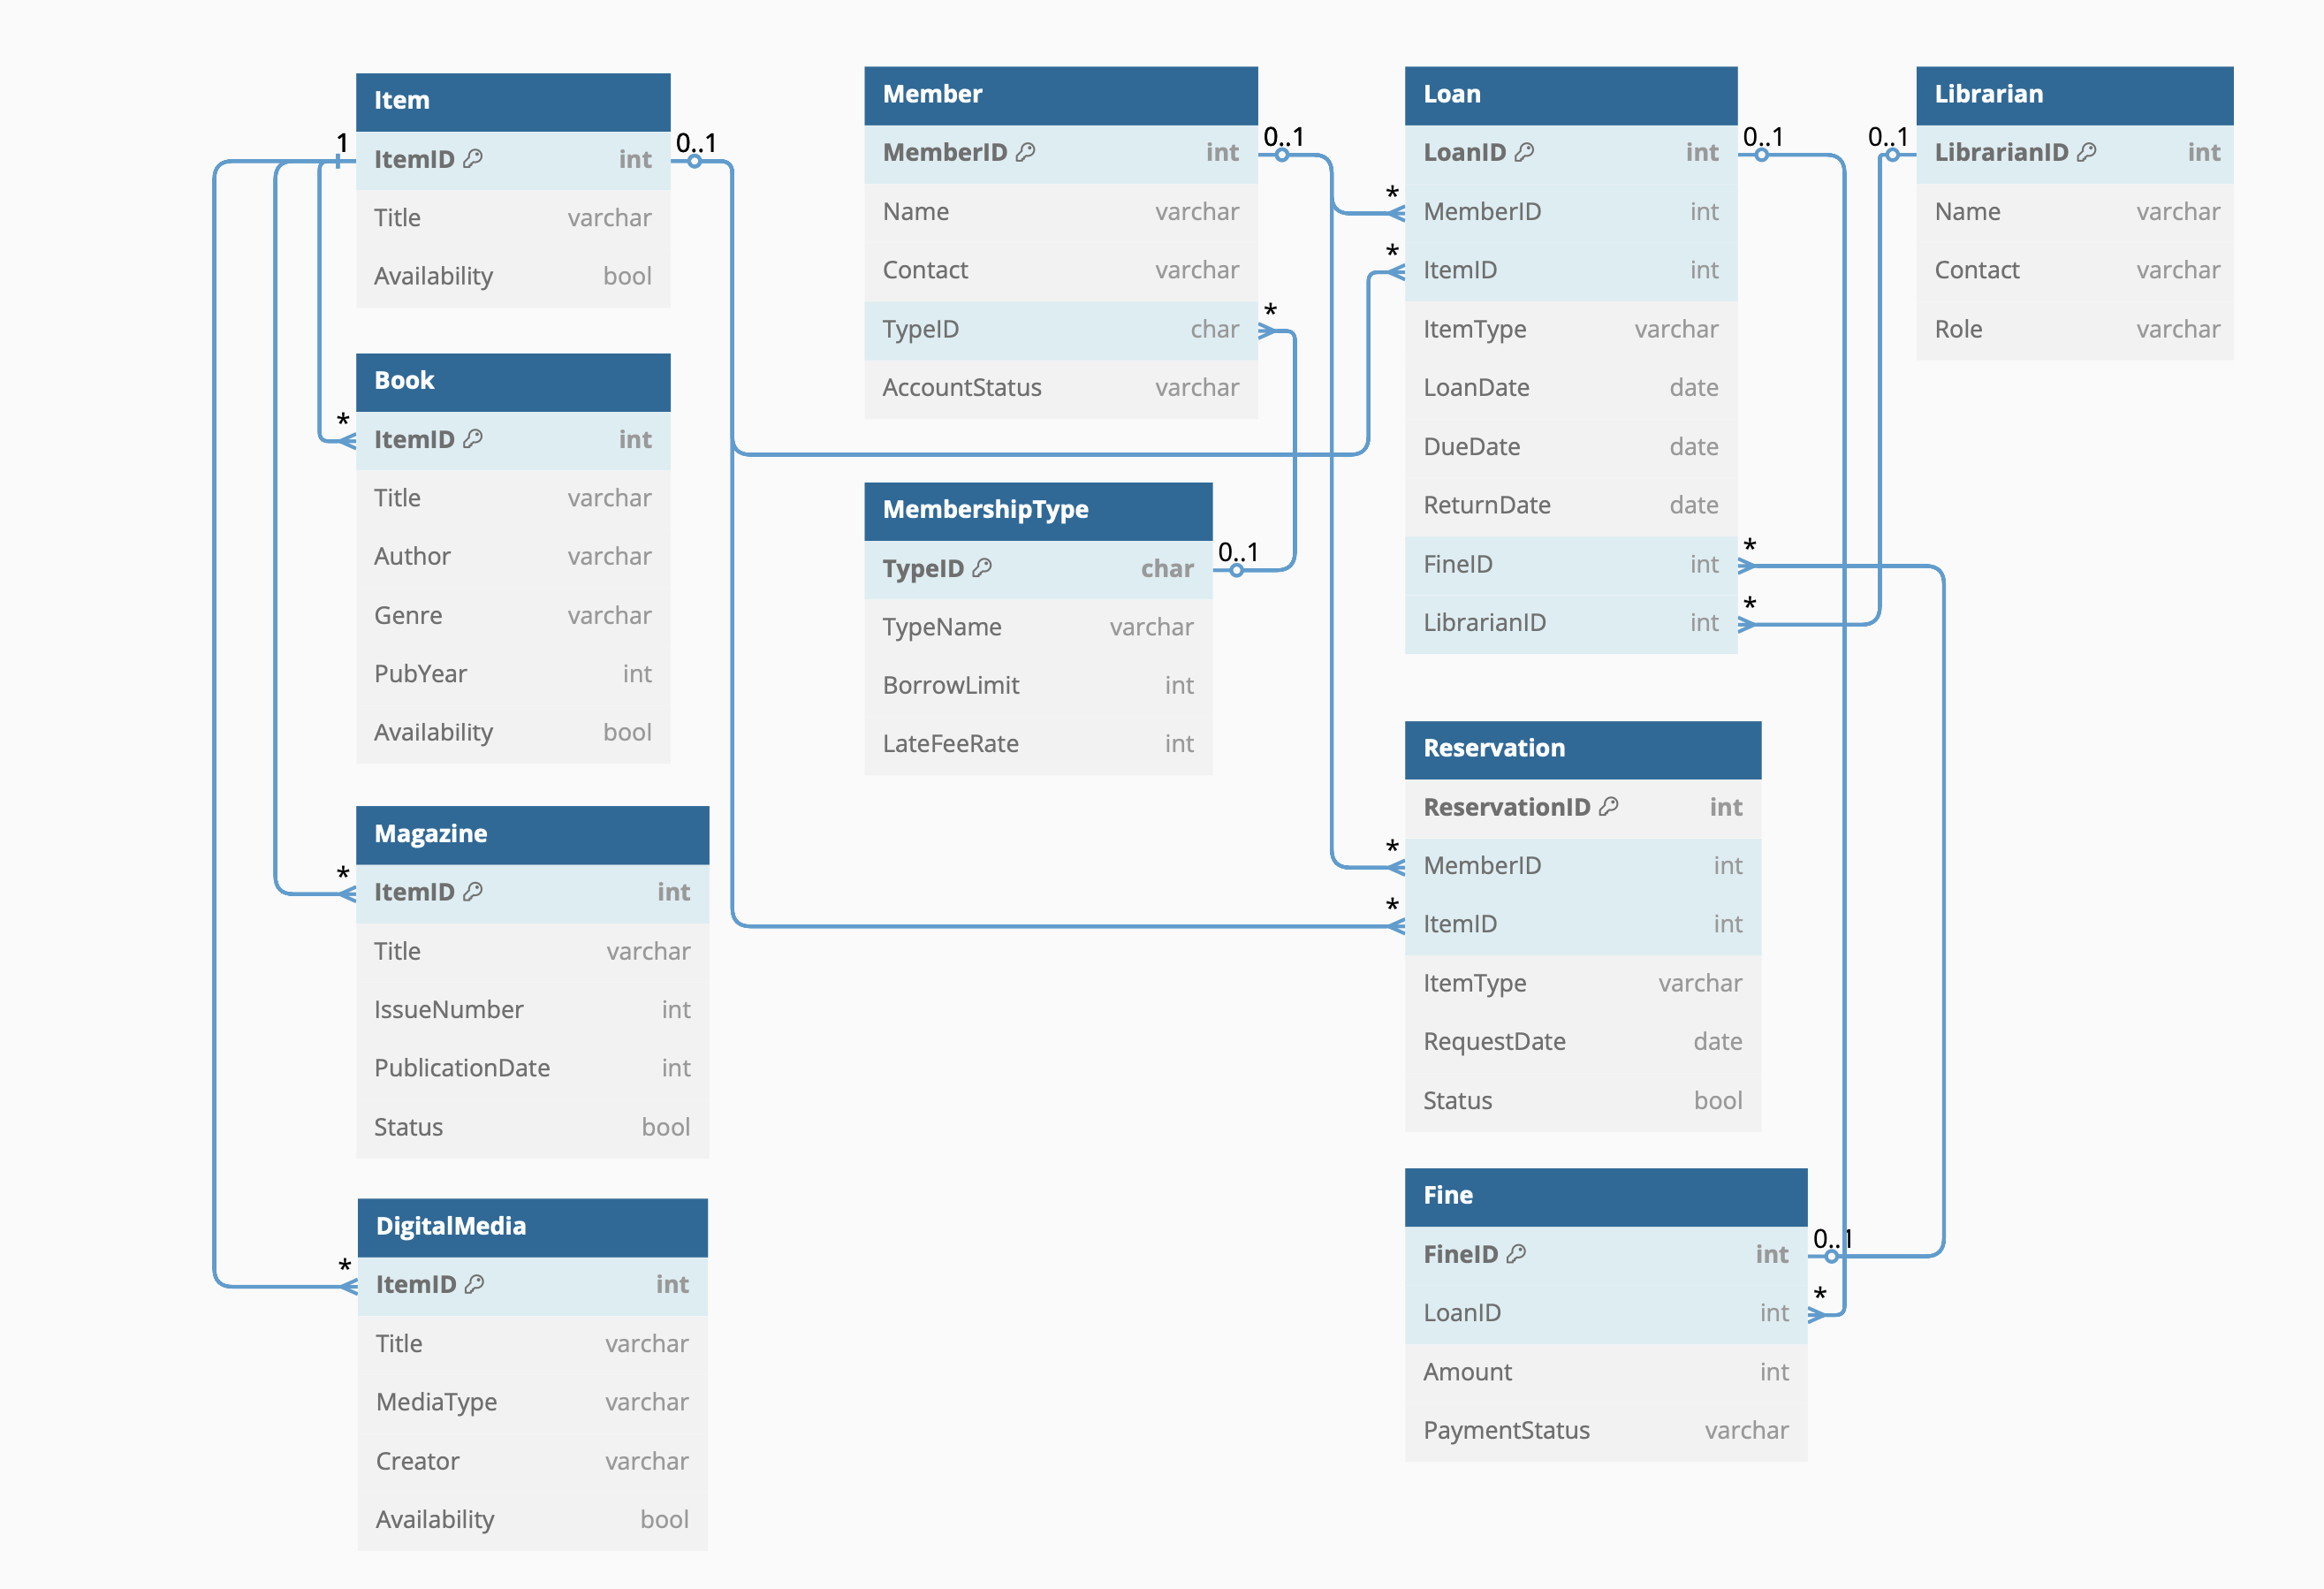 Item
1
0..1
ItemID int
Title varchar
Availability bool
Book
*
ItemID int
Title varchar
Author varchar
Genre varchar
PubYear int
Availability bool
Magazine
*
ItemID int
Title varchar
IssueNumber int
PublicationDate int
Status bool
DigitalMedia
*
ItemID int
Title varchar
MediaType varchar
Creator varchar
Availability bool
Member
0..1
MemberID int
Name varchar
Contact varchar
*
TypeID char
AccountStatus varchar
MembershipType
0..1
TypeID char
TypeName varchar
BorrowLimit int
LateFeeRate int
Loan
0..1
LoanID int
*
MemberID int
*
ItemID int
ItemType varchar
LoanDate date
DueDate date
ReturnDate date
*
FineID int
*
LibrarianID int
Reservation
ReservationID int
*
MemberID int
*
ItemID int
ItemType varchar
RequestDate date
Status bool
Fine
0..1
FineID int
*
LoanID int
Amount int
PaymentStatus varchar
Librarian
0..1
LibrarianID int
Name varchar
Contact varchar
Role varchar